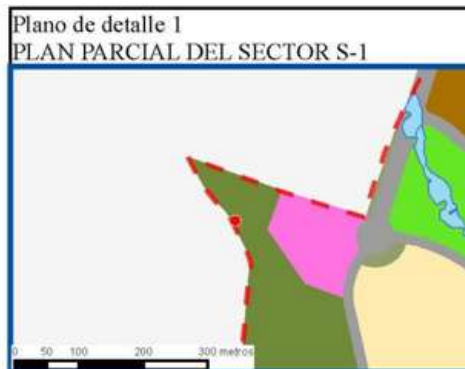 Plano de detalle 1
PLAN PARCIAL DEL SECTOR S-1
0 50 100 200 300 metros